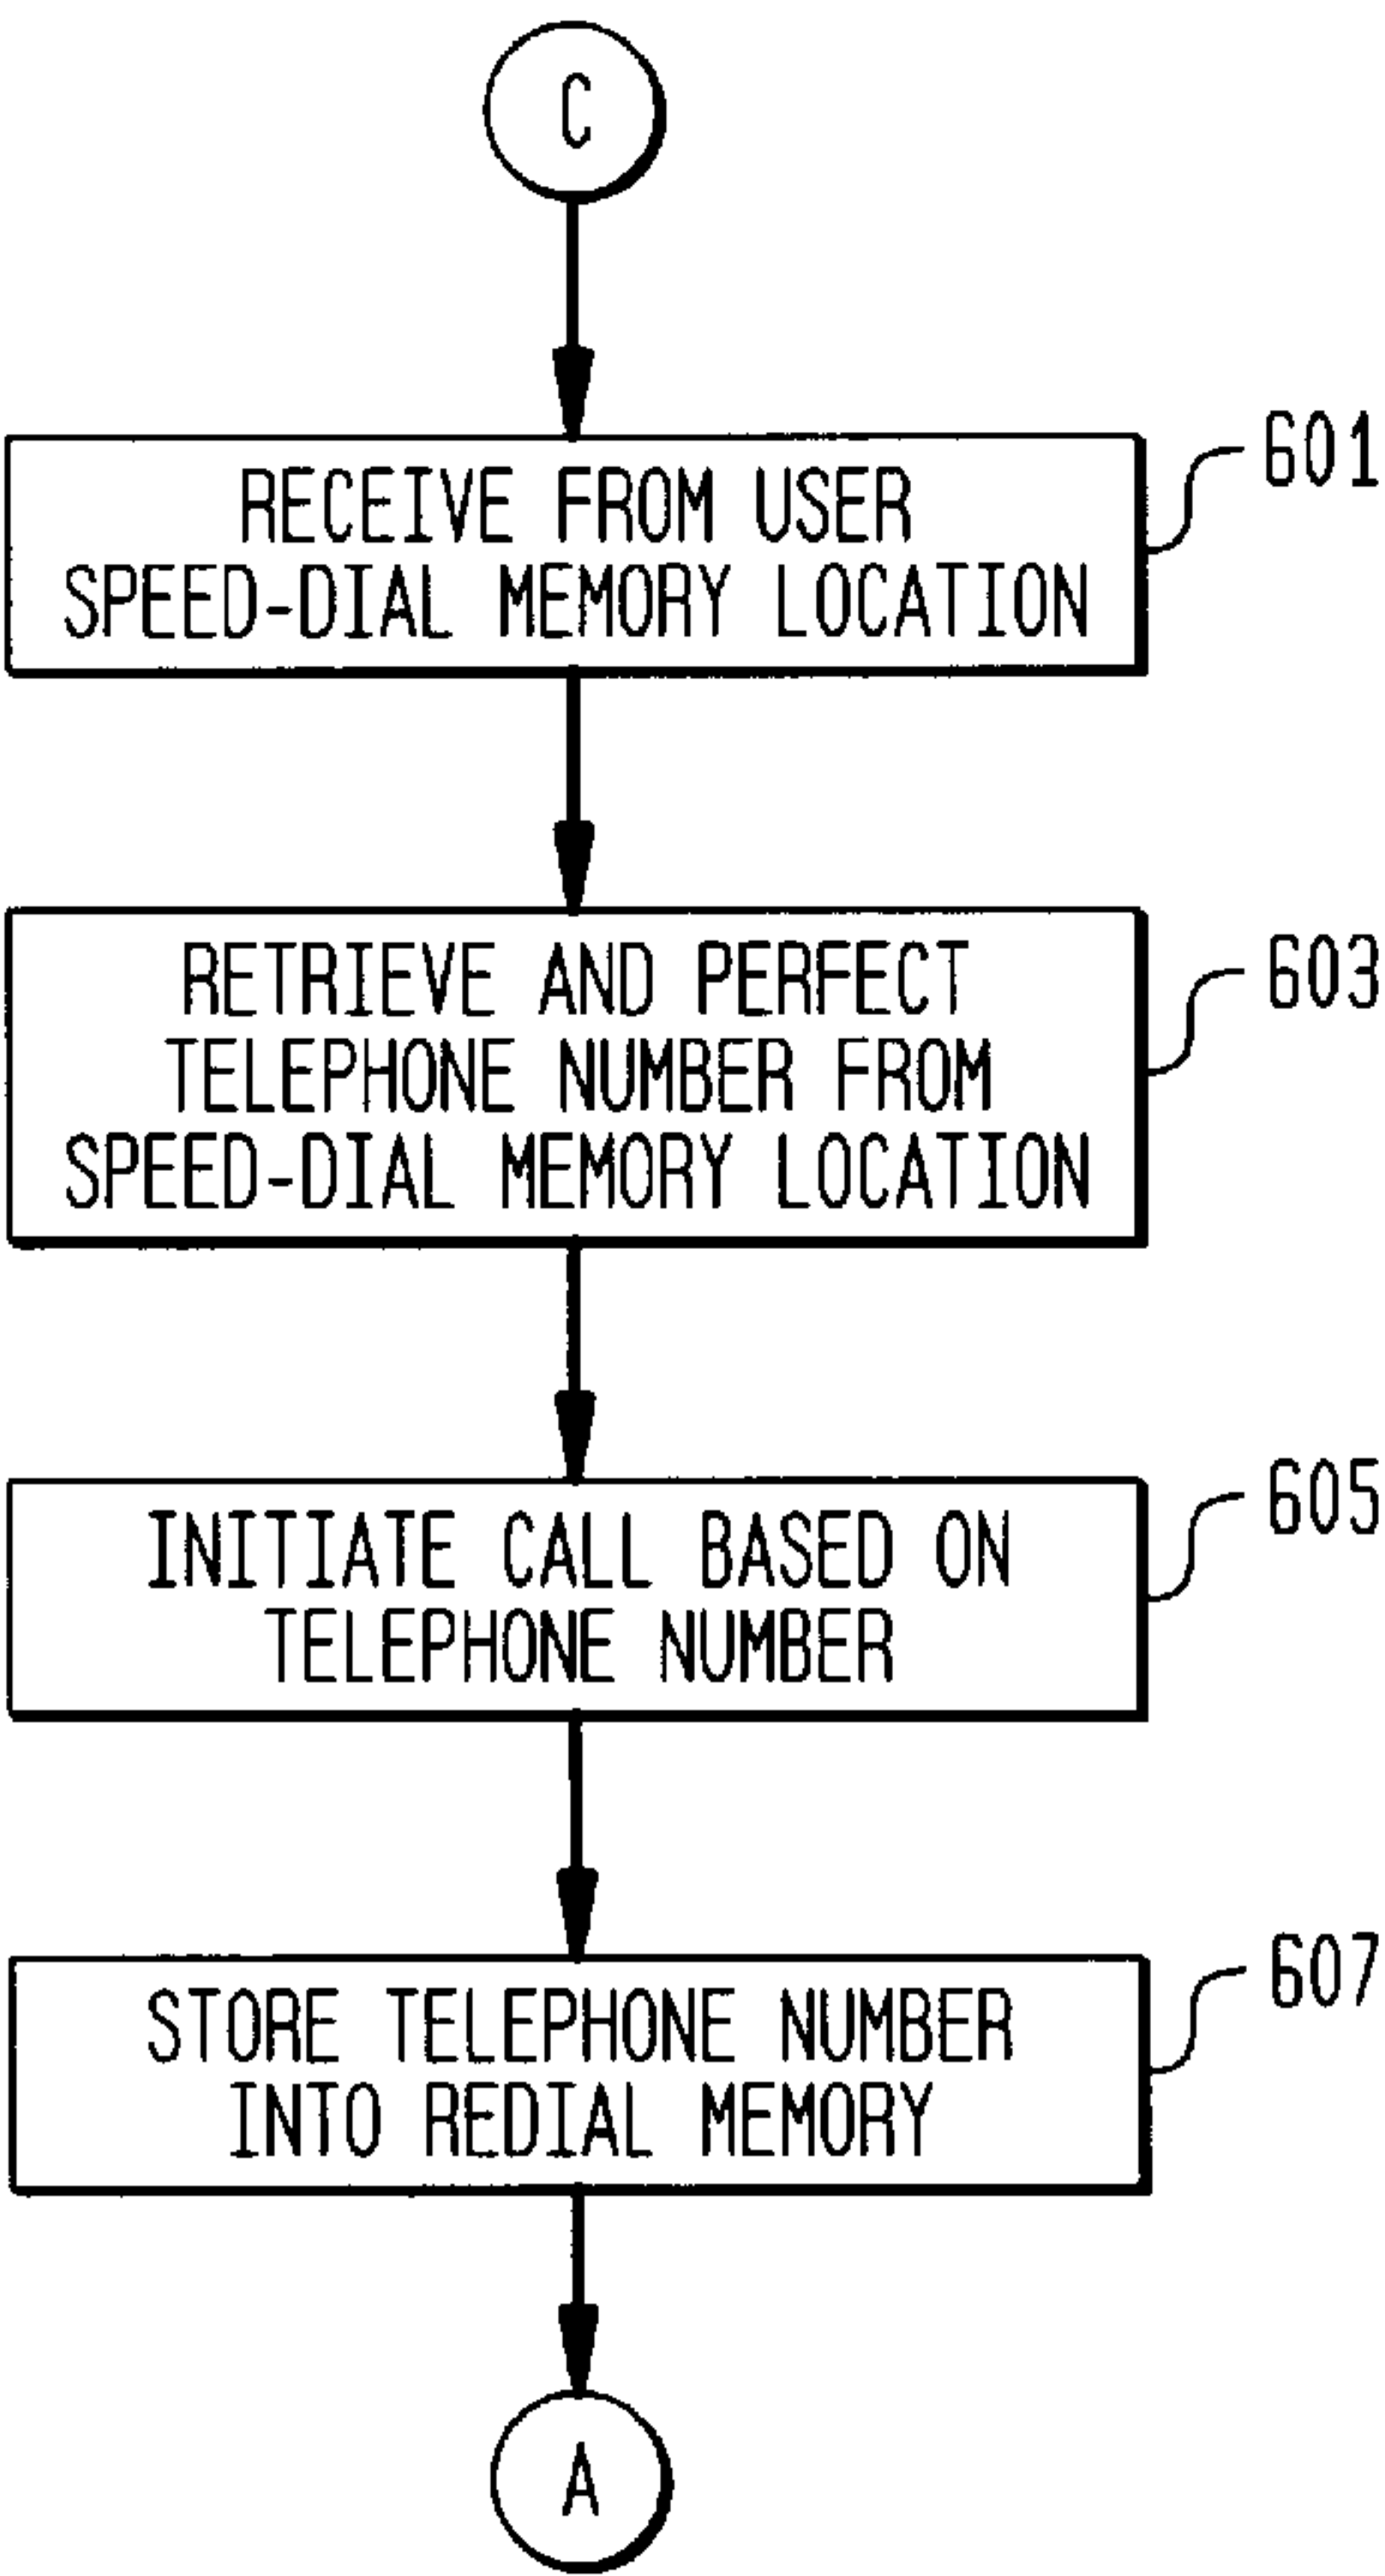 C
RECEIVE FROM USER
SPEED-DIAL MEMORY LOCATION
601
RETRIEVE AND PERFECT
TELEPHONE NUMBER FROM
SPEED-DIAL MEMORY LOCATION
603
INITIATE CALL BASED ON
TELEPHONE NUMBER
605
STORE TELEPHONE NUMBER
INTO REDIAL MEMORY
607
A